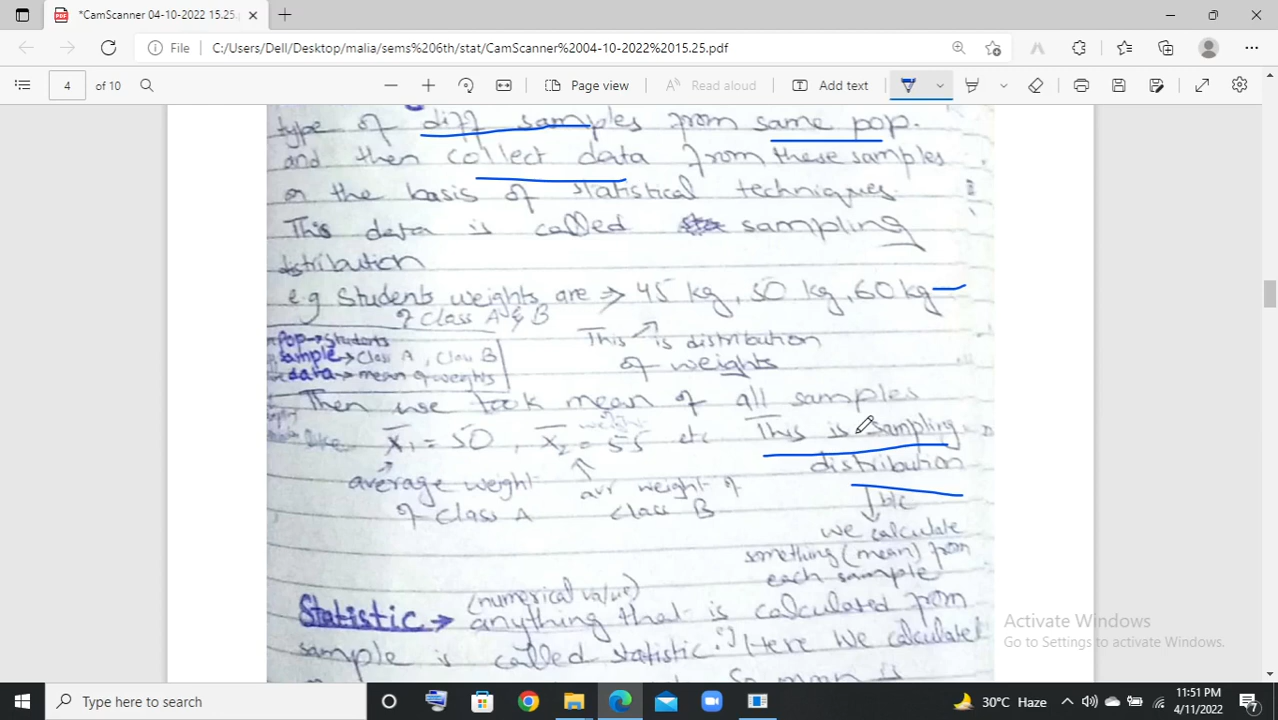 *CamScanner 04-10-2022 15.25.p
File C:/Users/Dell/Desktop/malia/sems%206th/stat/CamScanner%2004-10-2022%2015.25.pdf
4 of 10 Page view Read aloud Add text
type of diff samples from same pop.
and then collect data from these samples
on the basis of statistical techniques.
This data is called sampling
distribution
e.g Students weights are → 45 kg, 50 kg, 60 kg
of Class A & B
This is distribution
of weights
pop → Students
sample → Class A, Class B
data → mean of weights
Then we took mean of all samples
like X̄1 = 50, X̄2 = 55 etc This is sampling
distribution
average weight
of Class A
avr weight of
class B
b/c
we calculate
something (mean) from
each sample
(numerical value)
Statistic → anything that is calculated from
sample is called statistic. Here we calculated
So mean is
Activate Windows
Go to Settings to activate Windows.
Type here to search
30°C Haze
11:51 PM
4/11/2022
7